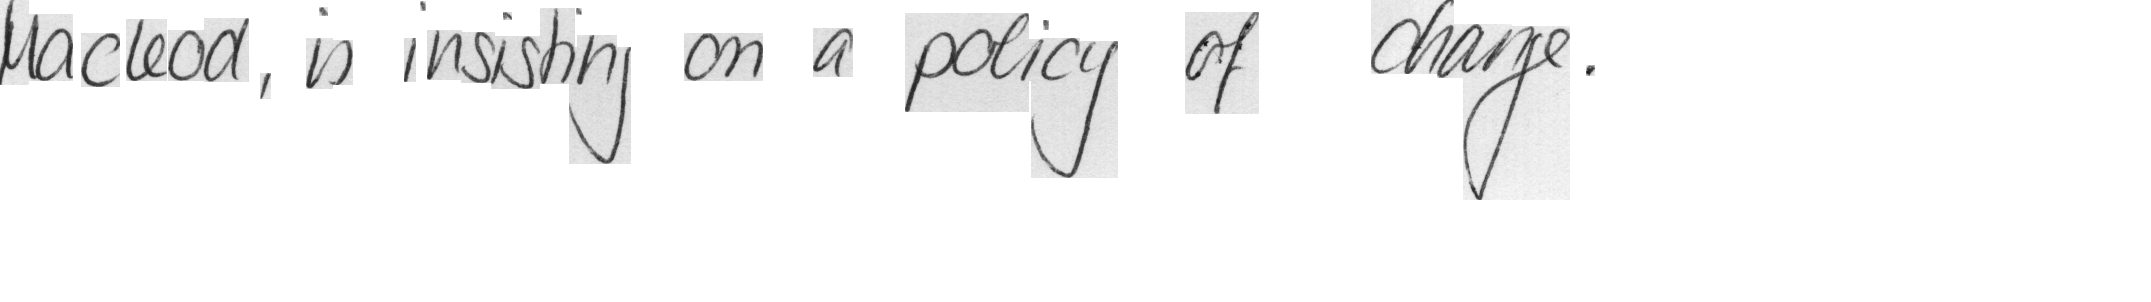 Macleod, is insisting on a policy of change.